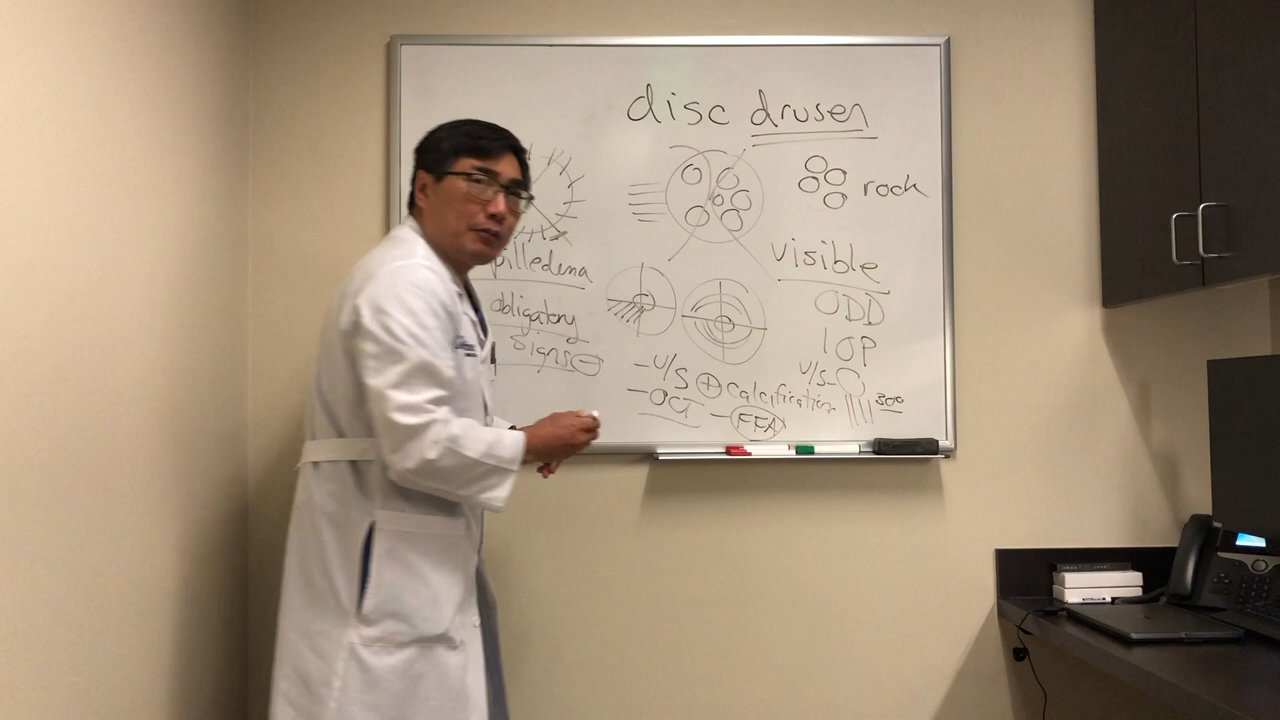 disc drusen
rock
pilledema
obligatory
signs ⊖
visible
ODD
IOP
U/S-
300
-U/S ⊕ calcification
-OCT - FFA